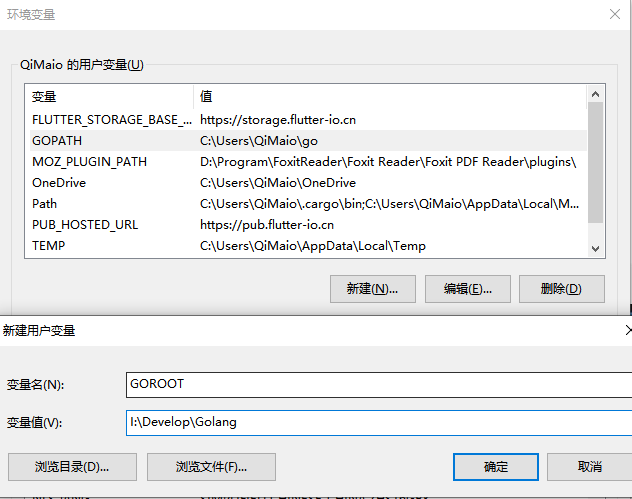 环境变量
QiMaio 的用户变量(U)
变量 值
FLUTTER_STORAGE_BASE_... https://storage.flutter-io.cn
GOPATH C:\Users\QiMaio\go
MOZ_PLUGIN_PATH D:\Program\FoxitReader\Foxit Reader\Foxit PDF Reader\plugins\
OneDrive C:\Users\QiMaio\OneDrive
Path C:\Users\QiMaio\.cargo\bin;C:\Users\QiMaio\AppData\Local\M...
PUB_HOSTED_URL https://pub.flutter-io.cn
TEMP C:\Users\QiMaio\AppData\Local\Temp
新建(N)... 编辑(E)... 删除(D)
新建用户变量
变量名(N): GOROOT
变量值(V): I:\Develop\Golang
浏览目录(D)... 浏览文件(F)... 确定 取消